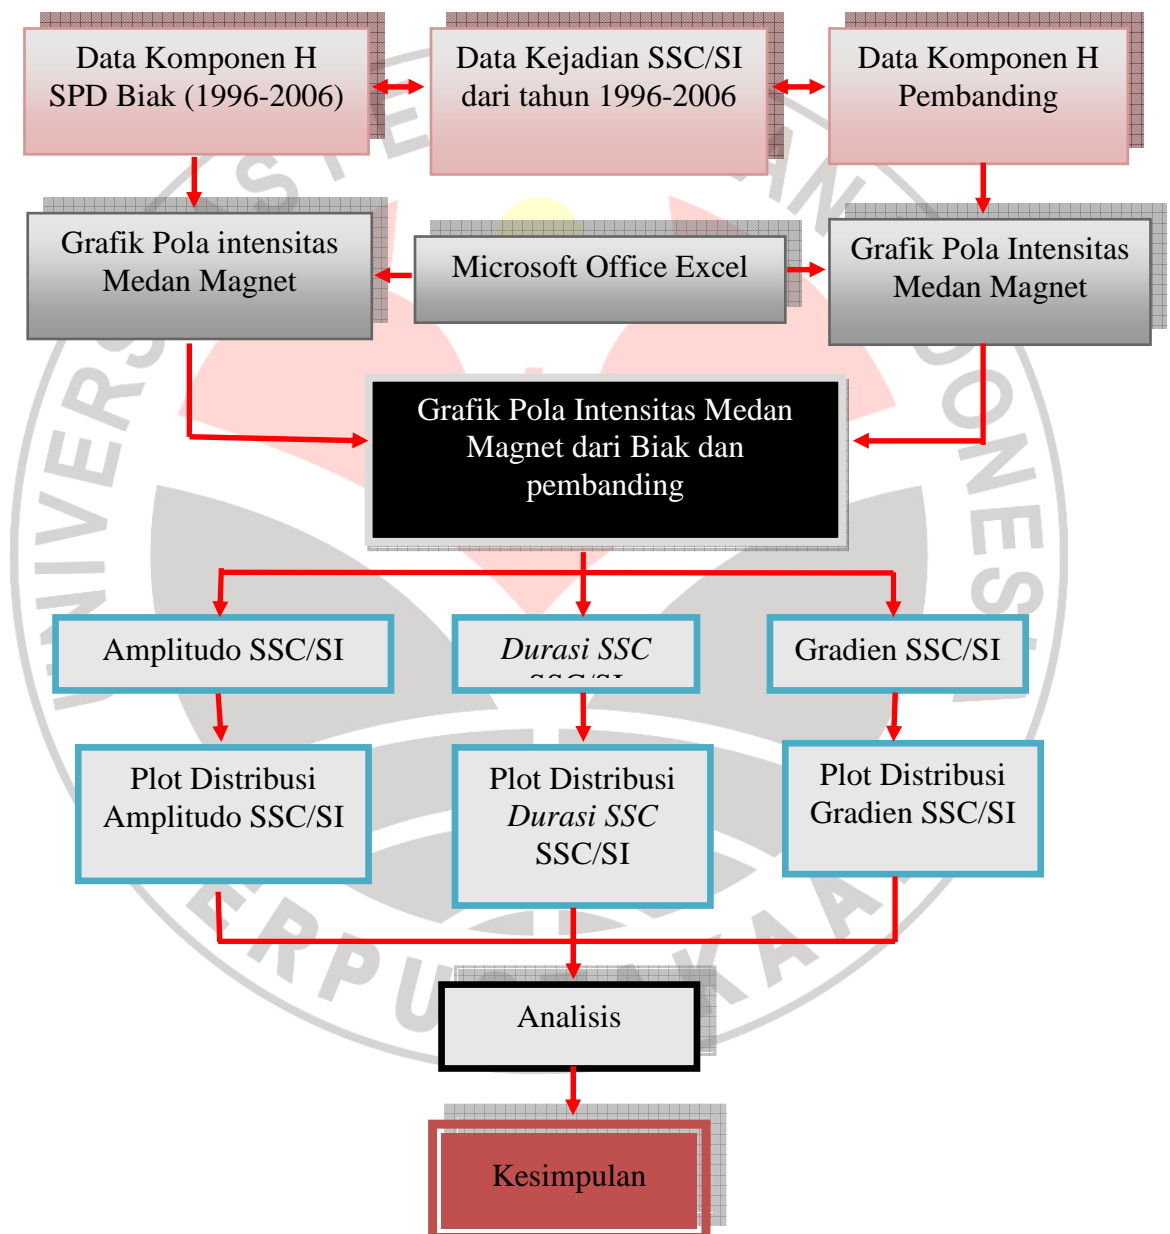 Data Komponen H
SPD Biak (1996-2006)
Data Kejadian SSC/SI
dari tahun 1996-2006
Data Komponen H
Pembanding
Grafik Pola intensitas
Medan Magnet
Microsoft Office Excel
Grafik Pola Intensitas
Medan Magnet
Grafik Pola Intensitas Medan
Magnet dari Biak dan
pembanding
Amplitudo SSC/SI
Durasi SSC
SSC/SI
Gradien SSC/SI
Plot Distribusi
Amplitudo SSC/SI
Plot Distribusi
Durasi SSC
SSC/SI
Plot Distribusi
Gradien SSC/SI
Analisis
Kesimpulan